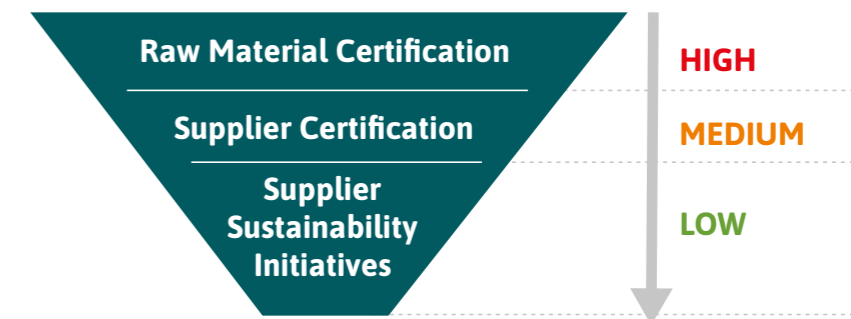 Raw Material Certification
HIGH
Supplier Certification
MEDIUM
Supplier
Sustainability
Initiatives
LOW